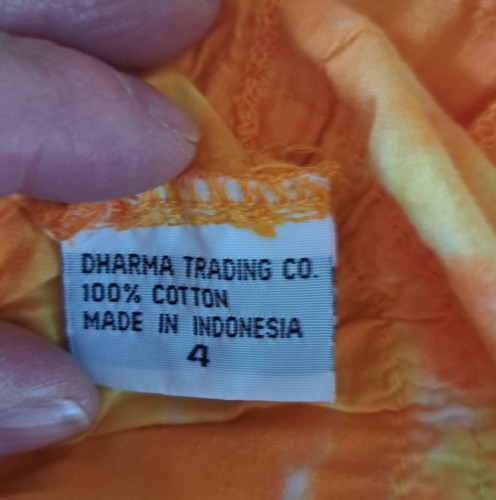 DHARMA TRADING CO.
100% COTTON
MADE IN INDONESIA
4